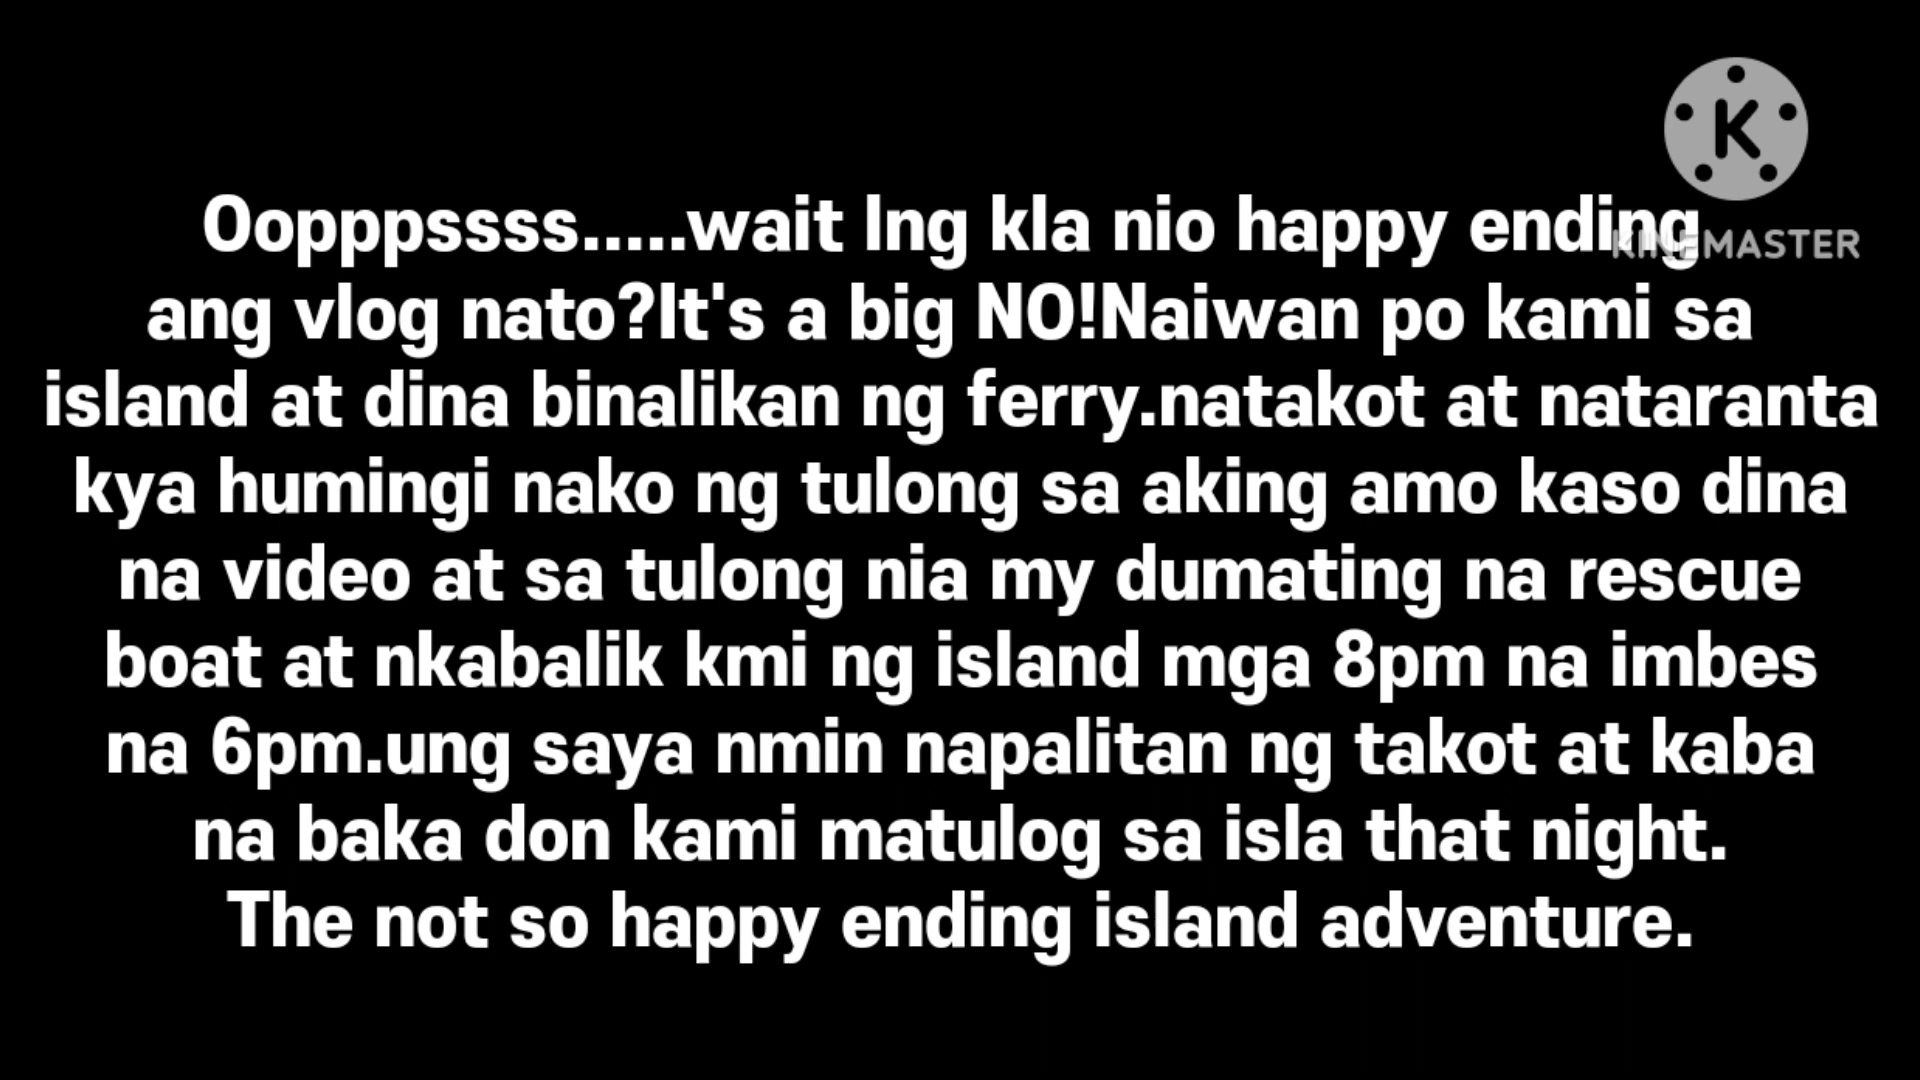 K
KINEMASTER
Oopppssss.....wait lng kla nio happy ending
ang vlog nato?It's a big NO!Naiwan po kami sa
island at dina binalikan ng ferry.natakot at nataranta
kya humingi nako ng tulong sa aking amo kaso dina
na video at sa tulong nia my dumating na rescue
boat at nkabalik kmi ng island mga 8pm na imbes
na 6pm.ung saya nmin napalitan ng takot at kaba
na baka don kami matulog sa isla that night.
The not so happy ending island adventure.